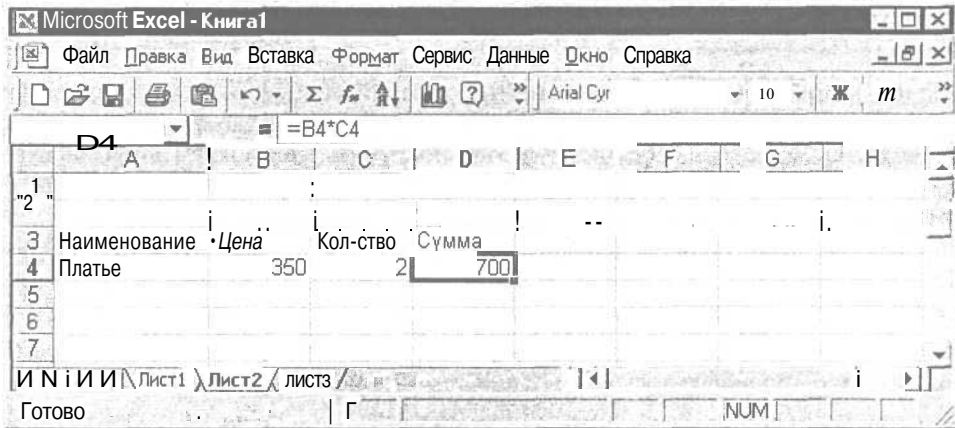 Microsoft Excel - Книга1
Файл Правка Вид Вставка Формат Сервис Данные Окно Справка
Arial Cyr 10 Ж т
D4 = =B4*C4
A B C D E F G H
1
"2 "
3 Наименование Цена Кол-ство Сумма
4 Платье 350 2 700
5
6
7
Лист1 Лист2 лист3
Готово NUM